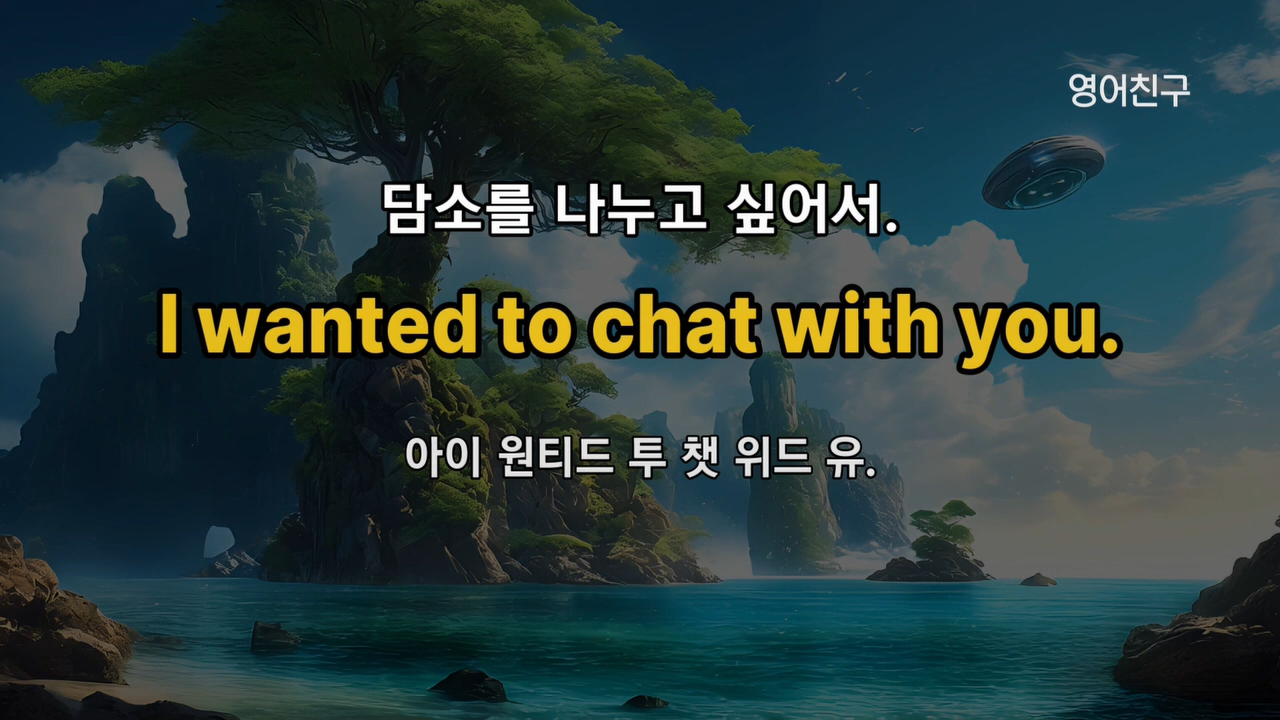 영어친구
담소를 나누고 싶어서.
I wanted to chat with you.
아이 원티드 투 챗 위드 유.